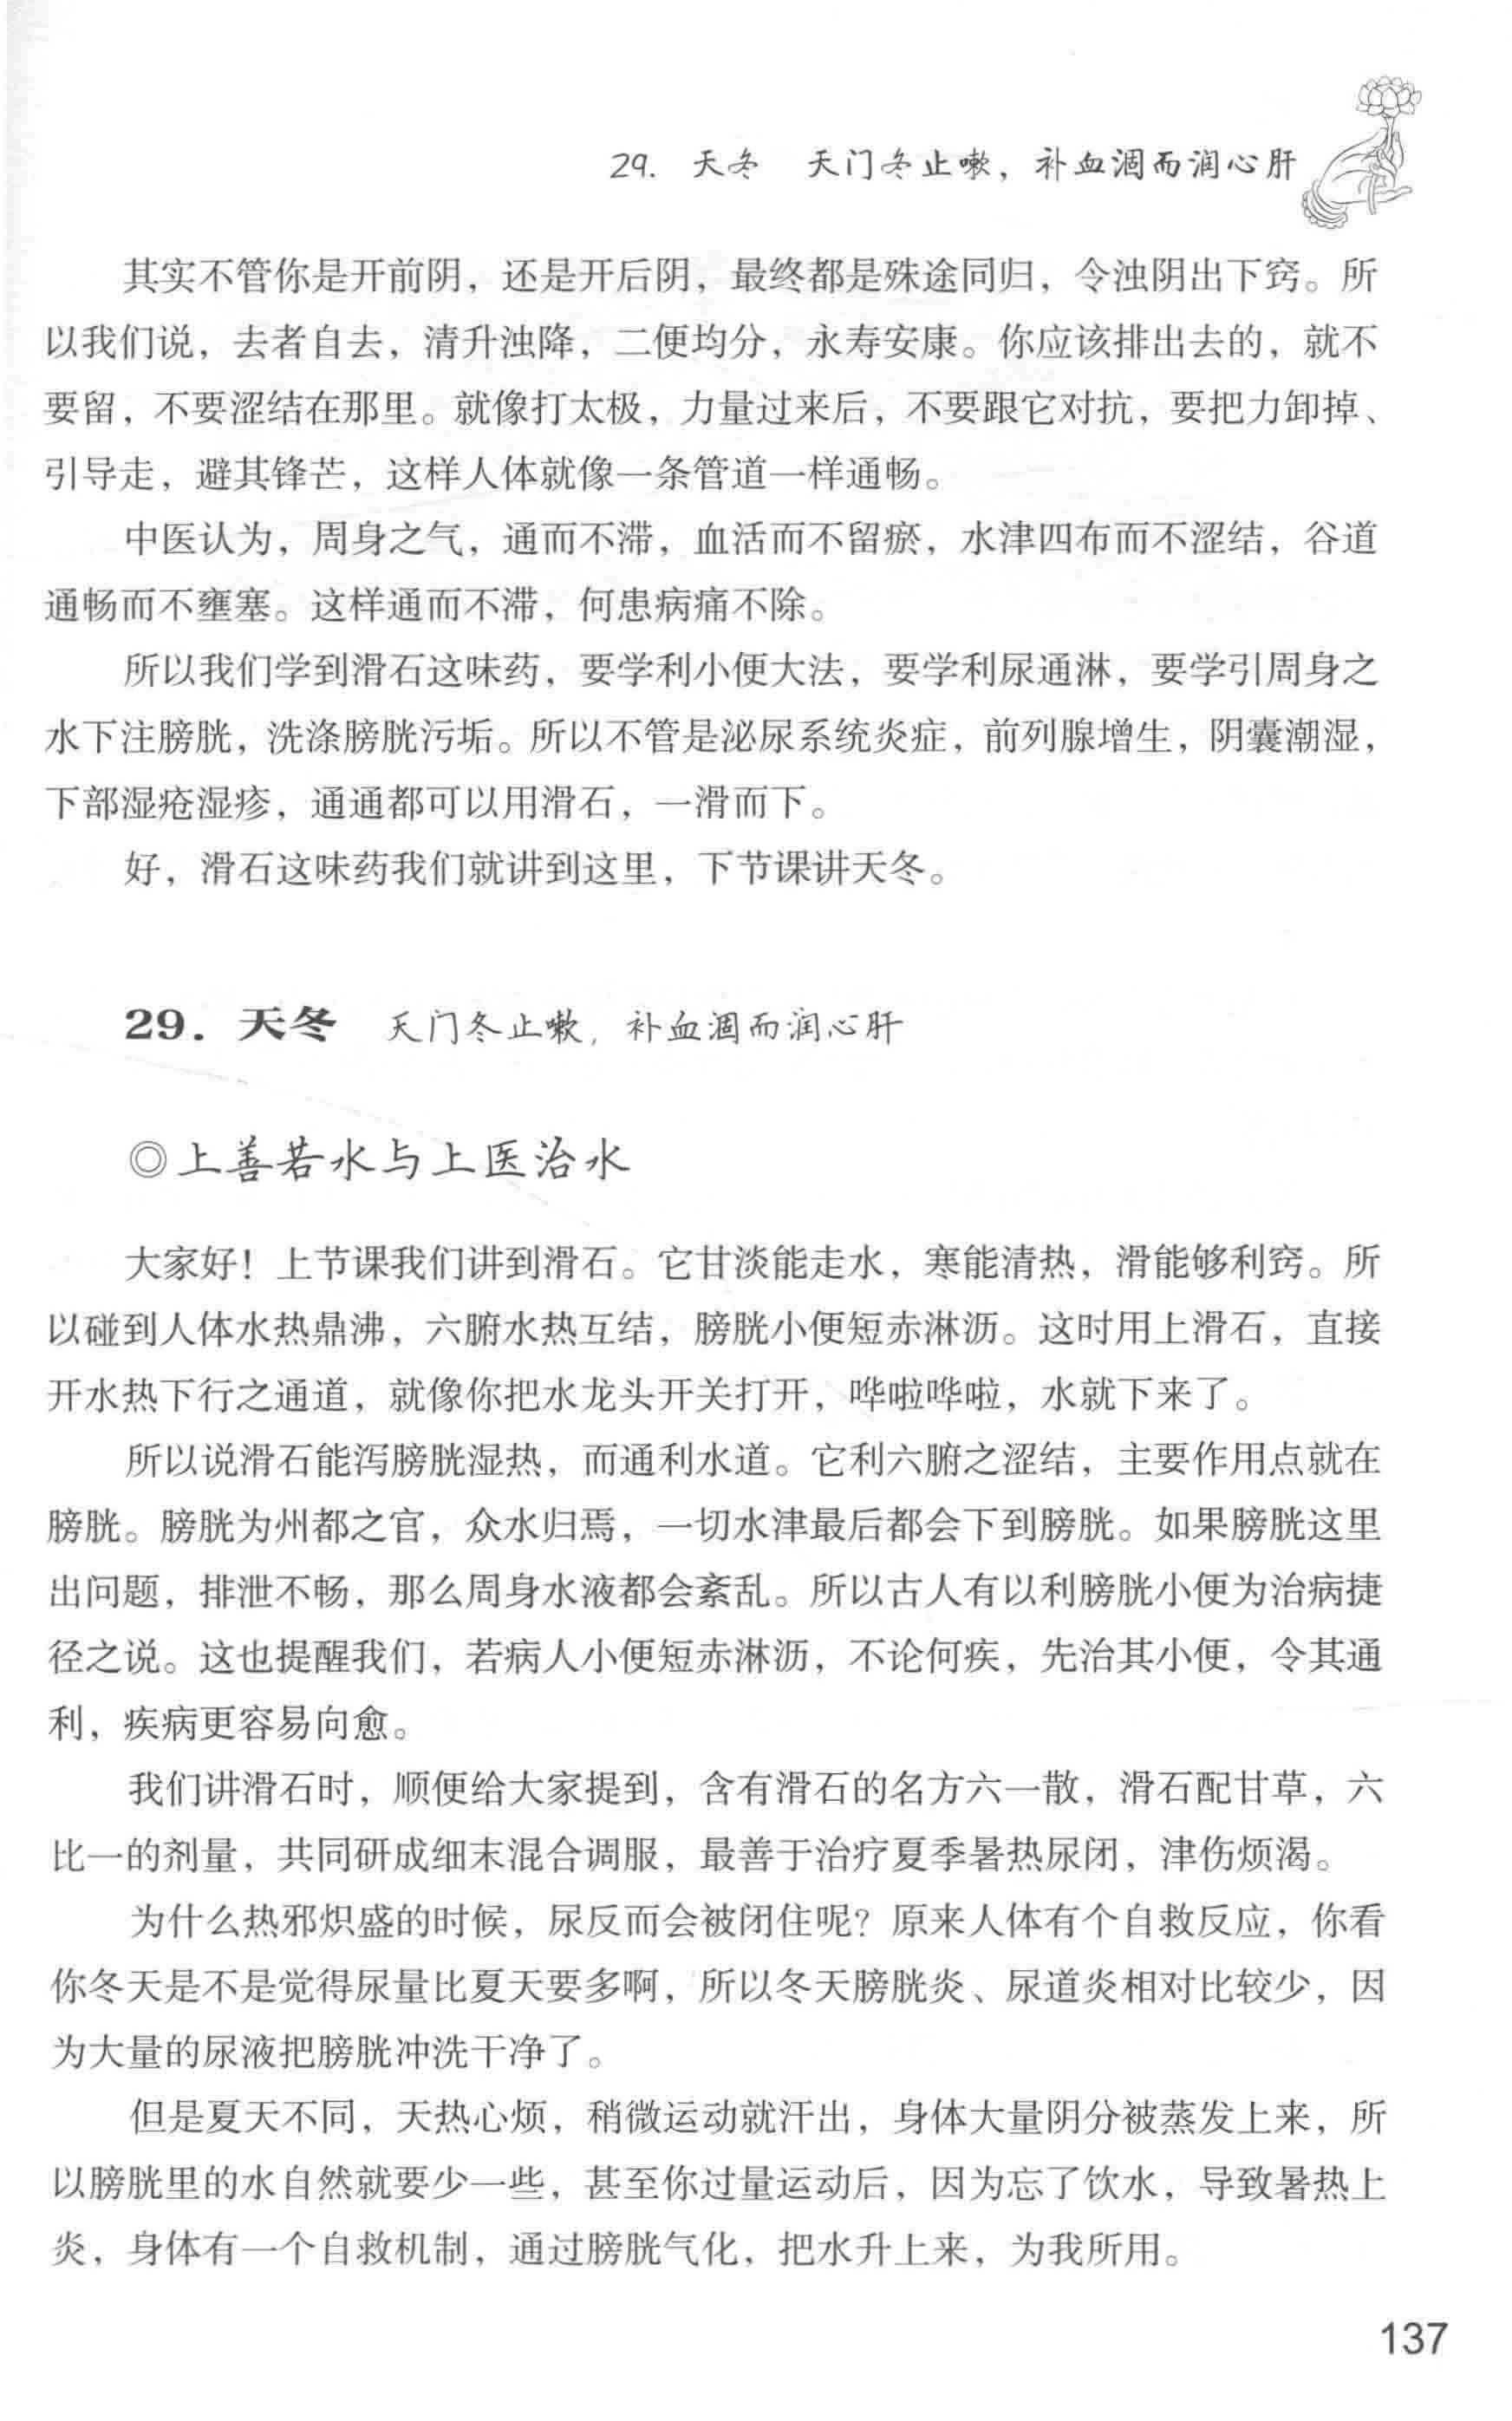 29. 天冬　天门冬止嗽，补血涸而润心肝
其实不管你是开前阴，还是开后阴，最终都是殊途同归，令浊阴出下窍。所
以我们说，去者自去，清升浊降，二便均分，永寿安康。你应该排出去的，就不
要留，不要涩结在那里。就像打太极，力量过来后，不要跟它对抗，要把力卸掉、
引导走，避其锋芒，这样人体就像一条管道一样通畅。
中医认为，周身之气，通而不滞，血活而不留瘀，水津四布而不涩结，谷道
通畅而不壅塞。这样通而不滞，何患病痛不除。
所以我们学到滑石这味药，要学利小便大法，要学利尿通淋，要学引周身之
水下注膀胱，洗涤膀胱污垢。所以不管是泌尿系统炎症，前列腺增生，阴囊潮湿，
下部湿疮湿疹，通通都可以用滑石，一滑而下。
好，滑石这味药我们就讲到这里，下节课讲天冬。
29. 天冬　天门冬止嗽，补血涸而润心肝
◎上善若水与上医治水
大家好！上节课我们讲到滑石。它甘淡能走水，寒能清热，滑能够利窍。所
以碰到人体水热鼎沸，六腑水热互结，膀胱小便短赤淋沥。这时用上滑石，直接
开水热下行之通道，就像你把水龙头开关打开，哗啦哗啦，水就下来了。
所以说滑石能泻膀胱湿热，而通利水道。它利六腑之涩结，主要作用点就在
膀胱。膀胱为州都之官，众水归焉，一切水津最后都会下到膀胱。如果膀胱这里
出问题，排泄不畅，那么周身水液都会紊乱。所以古人有以利膀胱小便为治病捷
径之说。这也提醒我们，若病人小便短赤淋沥，不论何疾，先治其小便，令其通
利，疾病更容易向愈。
我们讲滑石时，顺便给大家提到，含有滑石的名方六一散，滑石配甘草，六
比一的剂量，共同研成细末混合调服，最善于治疗夏季暑热尿闭，津伤烦渴。
为什么热邪炽盛的时候，尿反而会被闭住呢？原来人体有个自救反应，你看
你冬天是不是觉得尿量比夏天要多啊，所以冬天膀胱炎、尿道炎相对比较少，因
为大量的尿液把膀胱冲洗干净了。
但是夏天不同，天热心烦，稍微运动就汗出，身体大量阴分被蒸发上来，所
以膀胱里的水自然就要少一些，甚至你过量运动后，因为忘了饮水，导致暑热上
炎，身体有一个自救机制，通过膀胱气化，把水升上来，为我所用。
137